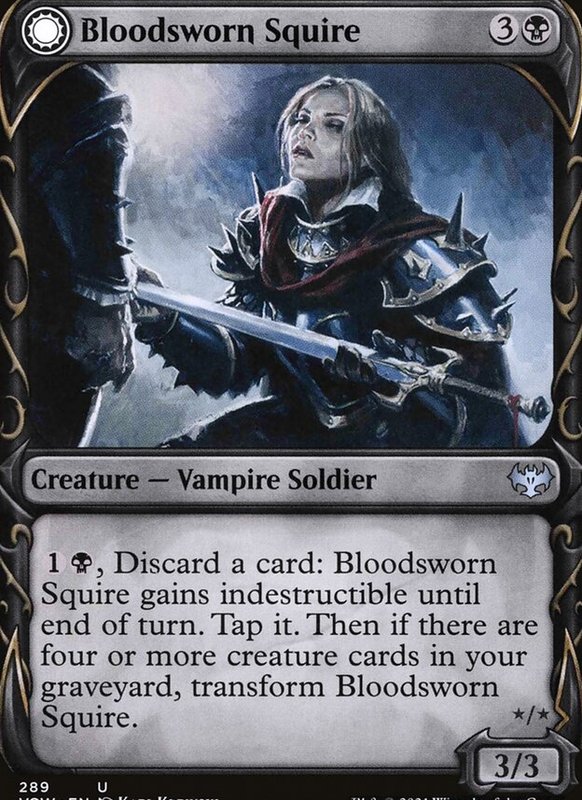 Bloodsworn Squire 3
Creature — Vampire Soldier
1 , Discard a card: Bloodsworn
Squire gains indestructible until
end of turn. Tap it. Then if there are
four or more creature cards in your
graveyard, transform Bloodsworn
Squire.
★/★
3/3
289 U